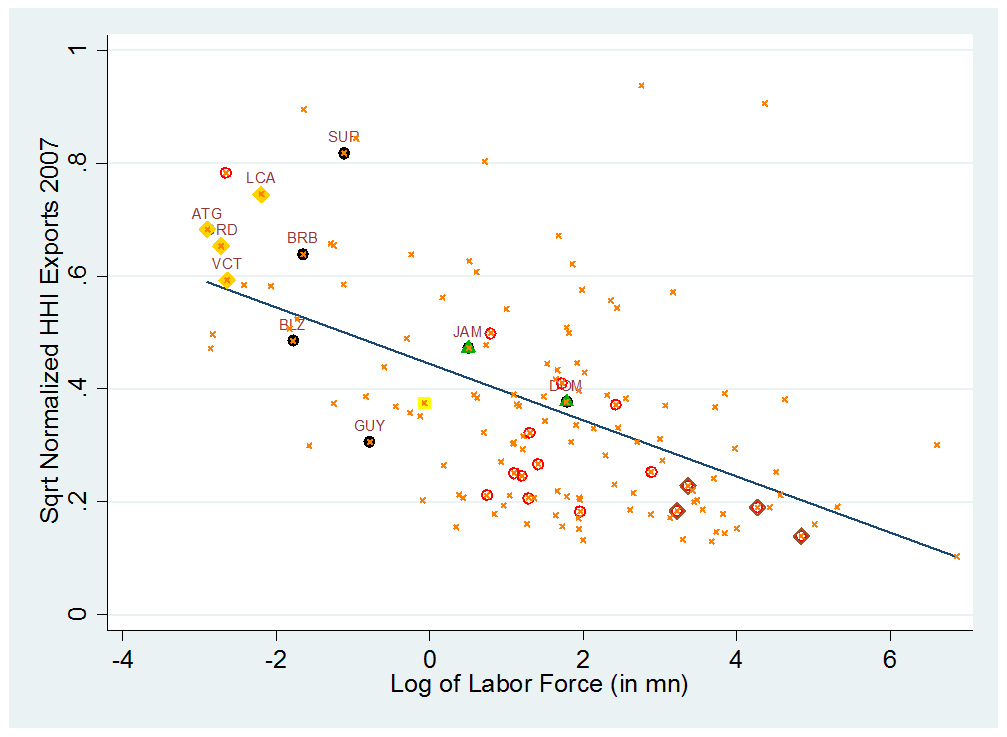 Sqrt Normalized HHI Exports 2007
1
.8
.6
.4
.2
0
SUR
LCA
ATG
GRD
BRB
VCT
BLZ
JAM
DOM
GUY
-4 -2 0 2 4 6
Log of Labor Force (in mn)